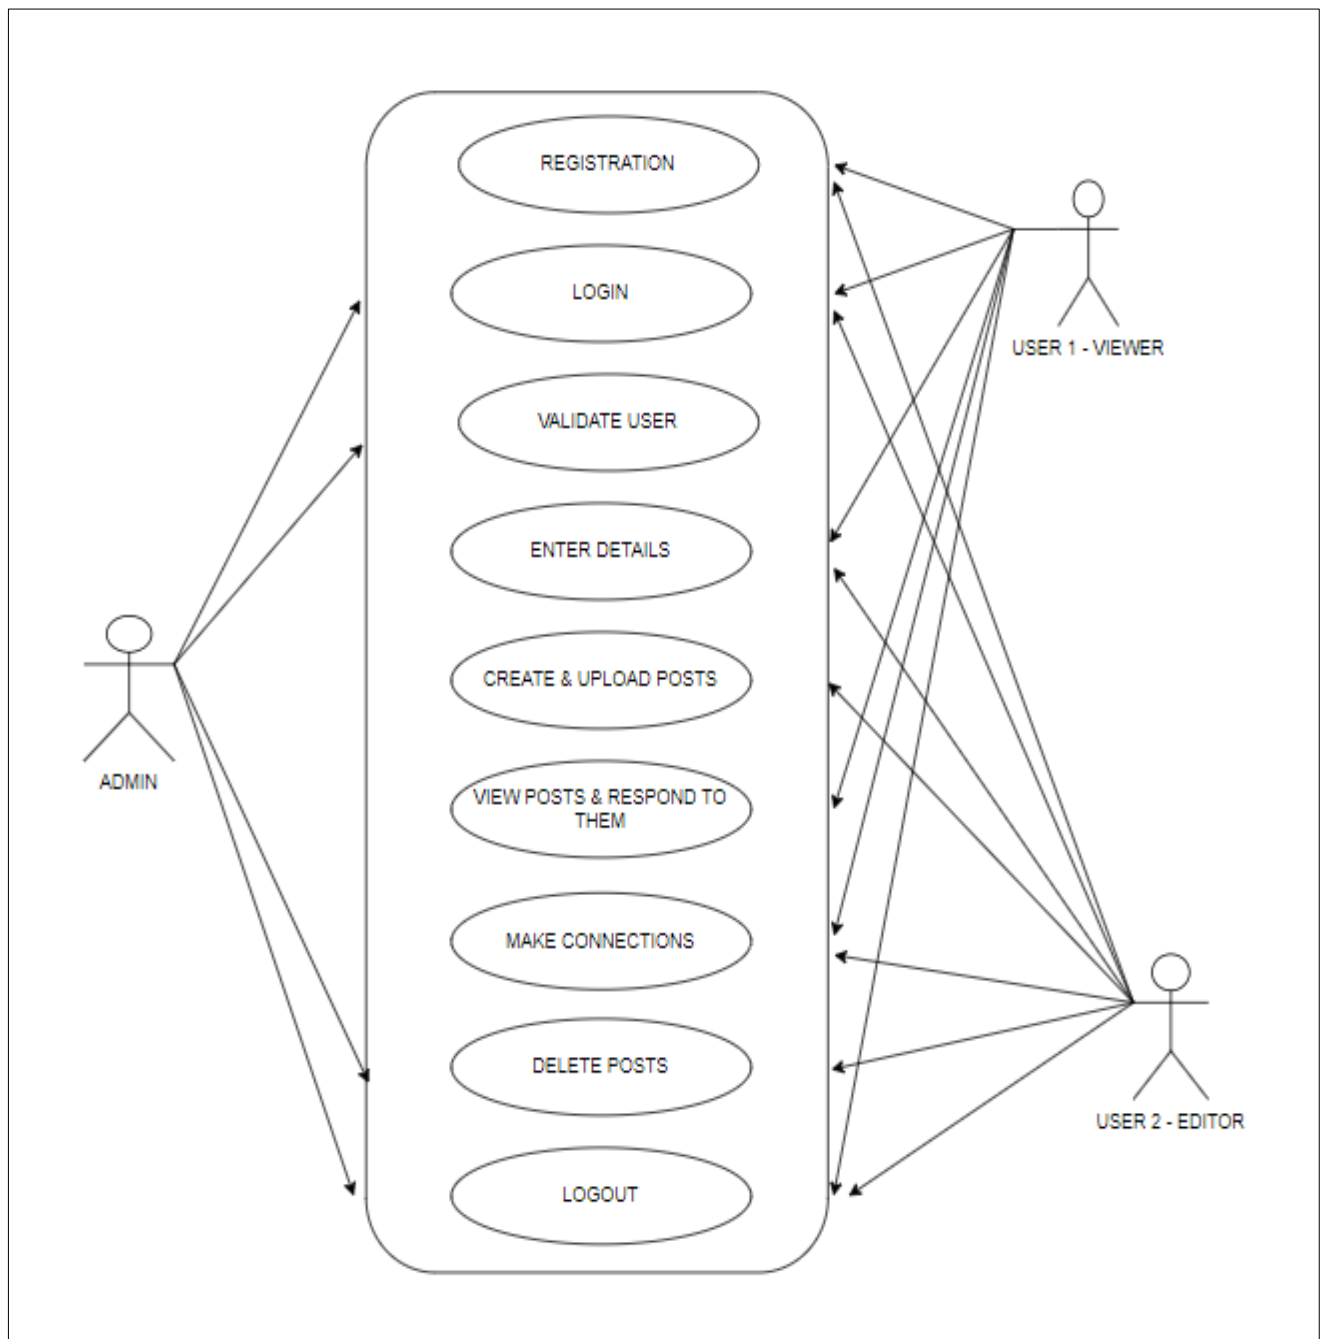 REGISTRATION
LOGIN
USER 1 - VIEWER
VALIDATE USER
ENTER DETAILS
CREATE & UPLOAD POSTS
ADMIN
VIEW POSTS & RESPOND TO
THEM
MAKE CONNECTIONS
DELETE POSTS
USER 2 - EDITOR
LOGOUT